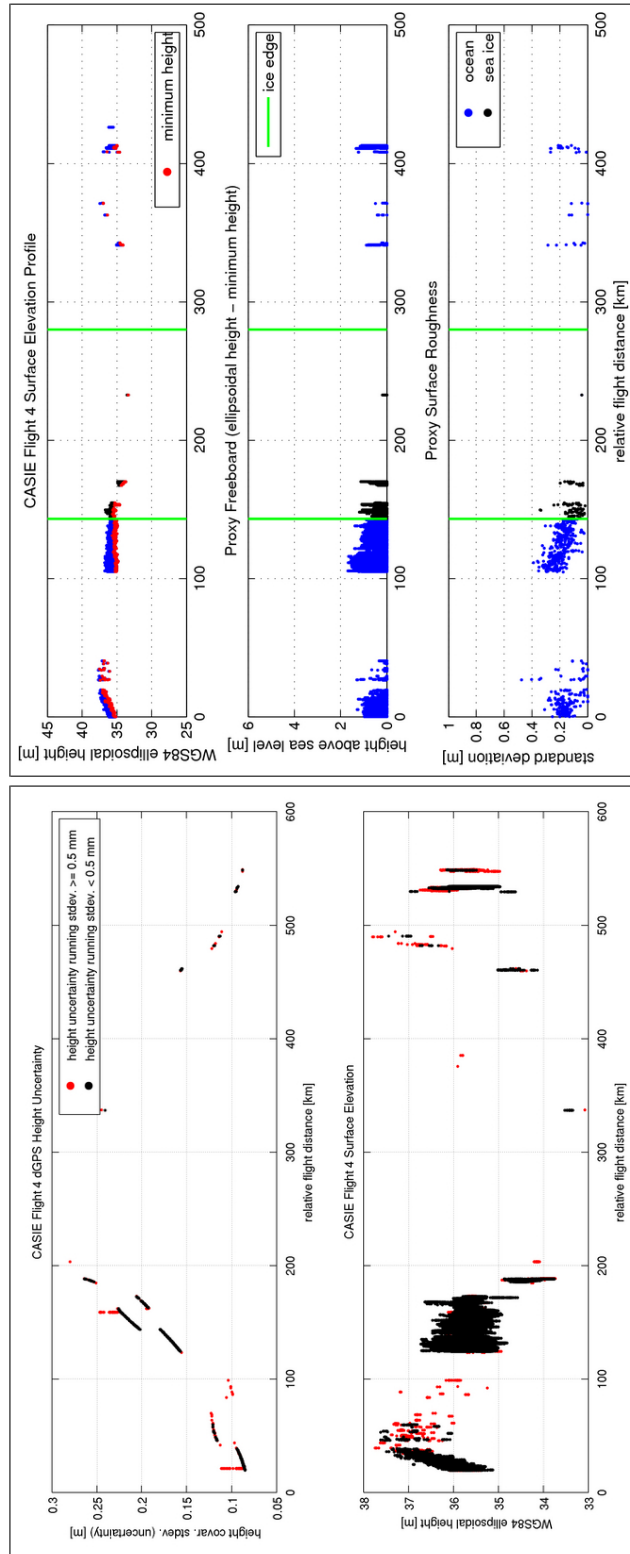 CASIE Flight 4 dGPS Height Uncertainty
height covar. stdev. (uncertainty) [m]
0.3
0.25
0.2
0.15
0.1
0.05
height uncertainty running stdev. >= 0.5 mm
height uncertainty running stdev. < 0.5 mm
0 100 200 300 400 500 600
relative flight distance [km]
CASIE Flight 4 Surface Elevation
WGS84 ellipsoidal height [m]
38
37
36
35
34
33
0 100 200 300 400 500 600
relative flight distance [km]
CASIE Flight 4 Surface Elevation Profile
WGS84 ellipsoidal height [m]
45
40
35
30
25
minimum height
0 100 200 300 400 500
Proxy Freeboard (ellipsoidal height − minimum height)
height above sea level [m]
6
4
2
0
ice edge
0 100 200 300 400 500
Proxy Surface Roughness
standard deviation [m]
1
0.8
0.6
0.4
0.2
0
ocean
sea ice
0 100 200 300 400 500
relative flight distance [km]